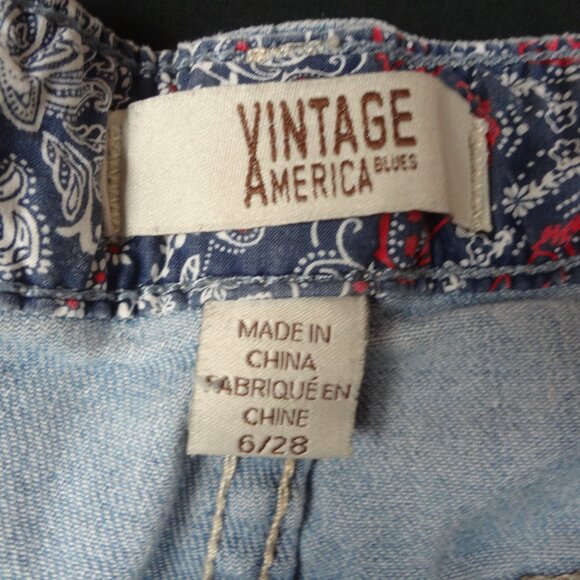 VINTAGE
AMERICA BLUES
MADE IN
CHINA
FABRIQUÉ EN
CHINE
6/28